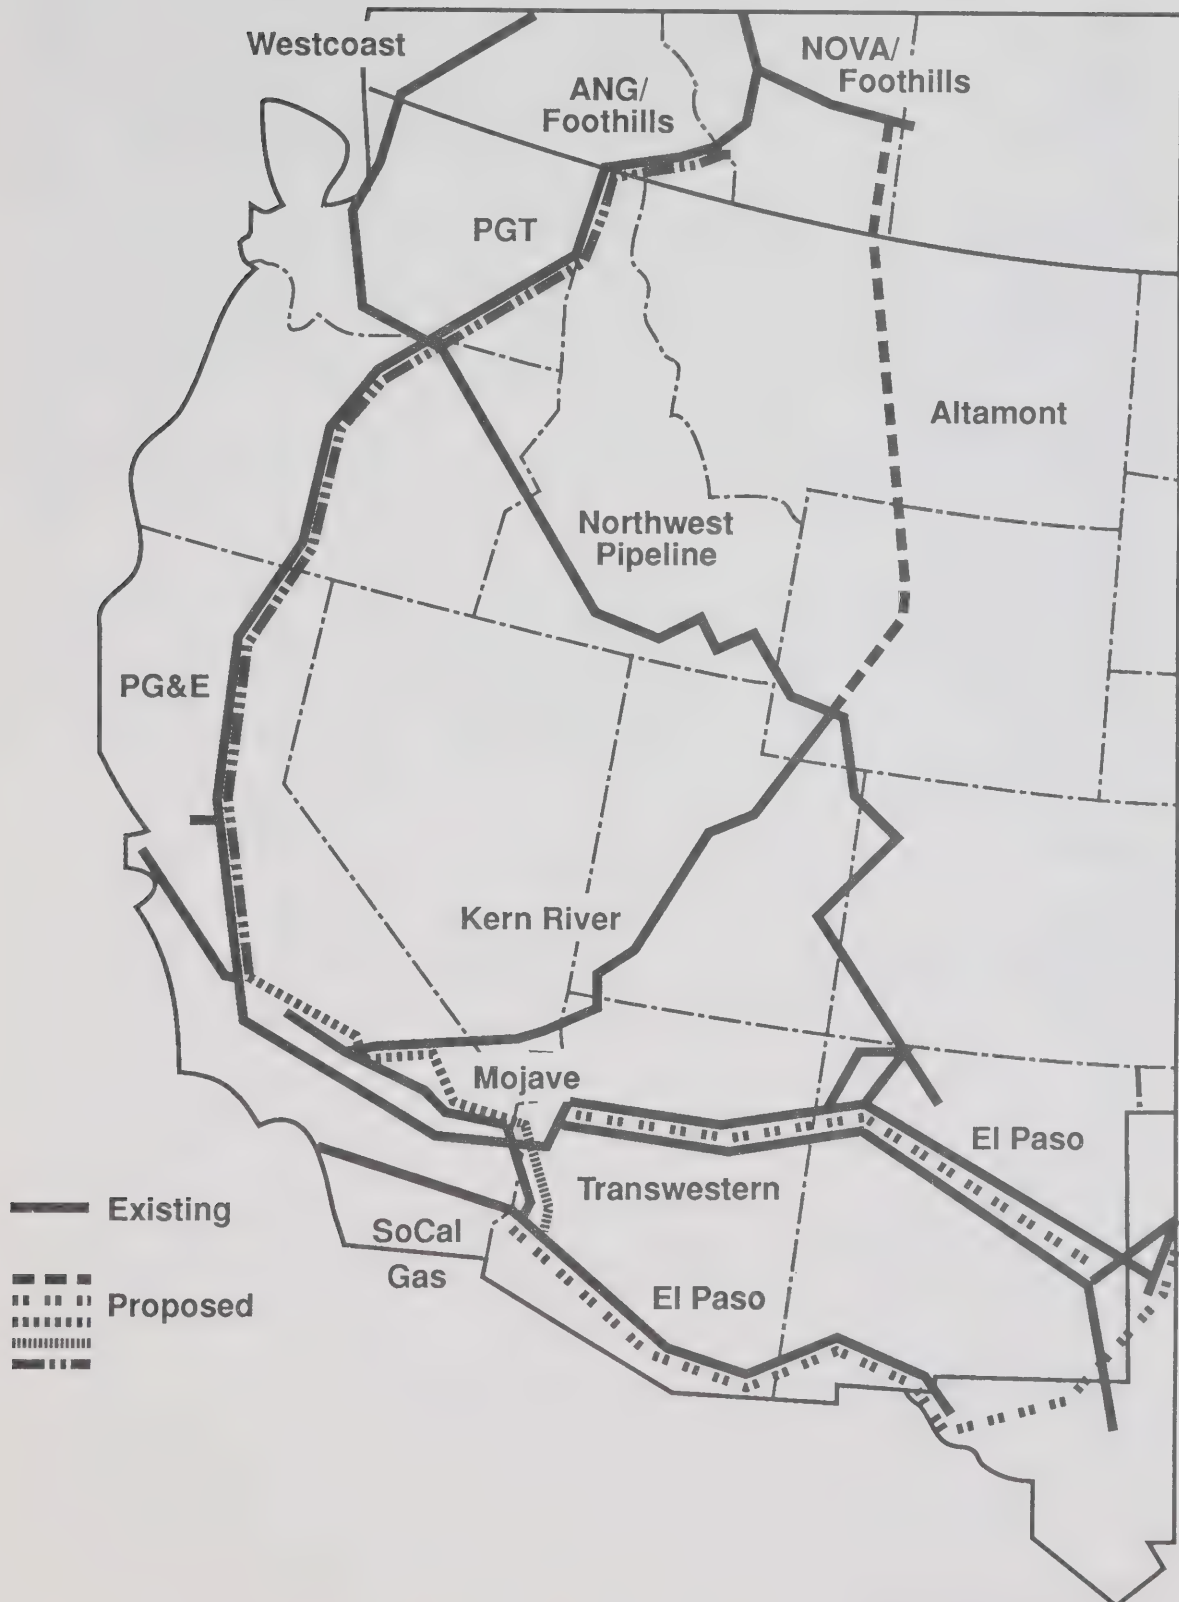 Westcoast
NOVA/
Foothills
ANG/
Foothills
PGT
Altamont
Northwest
Pipeline
PG&E
Kern River
Mojave
El Paso
Transwestern
SoCal
Gas
El Paso
Existing
Proposed